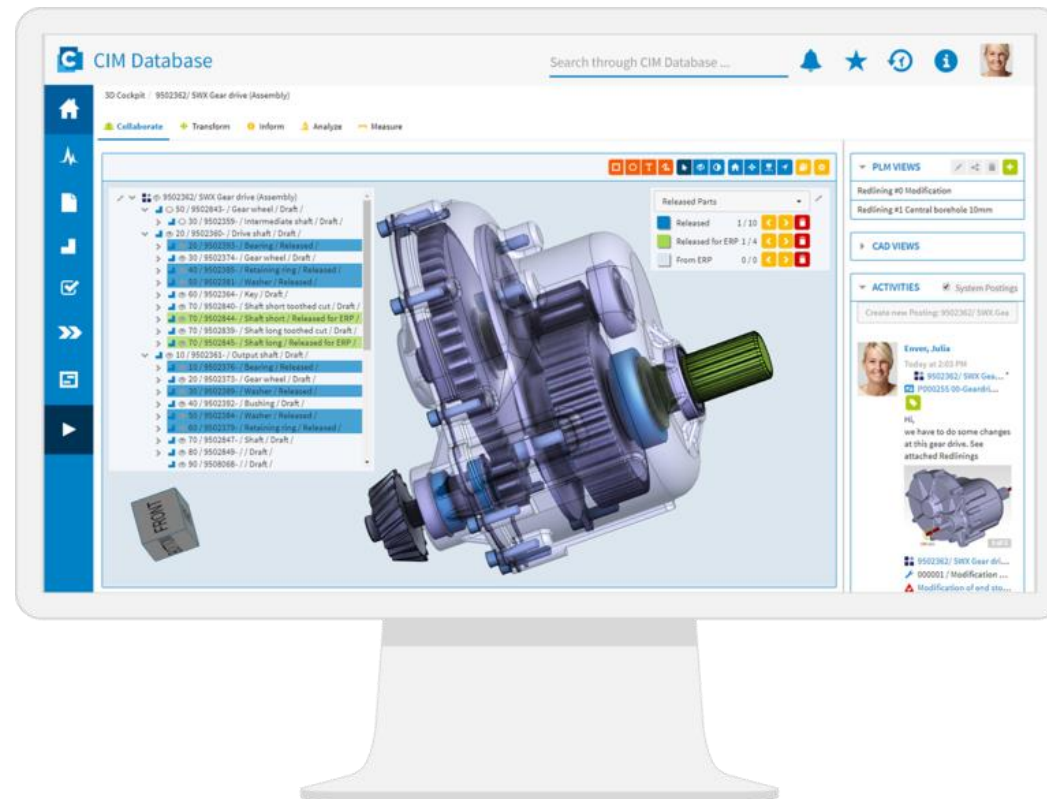 CIM Database
Search through CIM Database ...
3D Cockpit / 9502362/ SWX Gear drive (Assembly)
Collaborate
Transform
Inform
Analyze
Measure
9502362/ SWX Gear drive (Assembly)
50 / 9502843- / Gear wheel / Draft /
30 / 9502359- / Intermediate shaft / Draft /
20 / 9502360- / Drive shaft / Draft /
20 / 9502393- / Bearing / Released /
30 / 9502374- / Gear wheel / Draft /
40 / 9502385- / Retaining ring / Released /
50 / 9502381- / Washer / Released /
60 / 9502364- / Key / Draft /
70 / 9502840- / Shaft short toothed cut / Draft /
70 / 9502844- / Shaft short / Released for ERP /
70 / 9502839- / Shaft long toothed cut / Draft /
70 / 9502845- / Shaft long / Released for ERP /
10 / 9502361- / Output shaft / Draft /
10 / 9502376- / Bearing / Released /
20 / 9502373- / Gear wheel / Draft /
30 / 9502389- / Washer / Released /
40 / 9502392- / Bushing / Draft /
50 / 9502384- / Washer / Released /
60 / 9502379- / Retaining ring / Released /
70 / 9502847- / Shaft / Draft /
80 / 9502849- / / Draft /
90 / 9508068- / / Draft /
FRONT
Released Parts
Released 1 / 10
Released for ERP 1 / 4
From ERP 0 / 0
PLM VIEWS
Redlining #0 Modification
Redlining #1 Central borehole 10mm
CAD VIEWS
ACTIVITIES
System Postings
Create new Posting: 9502362/ SWX Gea
Enver, Julia
Today at 2:03 PM
9502362/ SWX Gea...
P000255 00-Geardri...
Hi,
we have to do some changes
at this gear drive. See
attached Redlinings
9502362/ SWX Gear dri...
000001 / Modification ...
Modification of end sto...